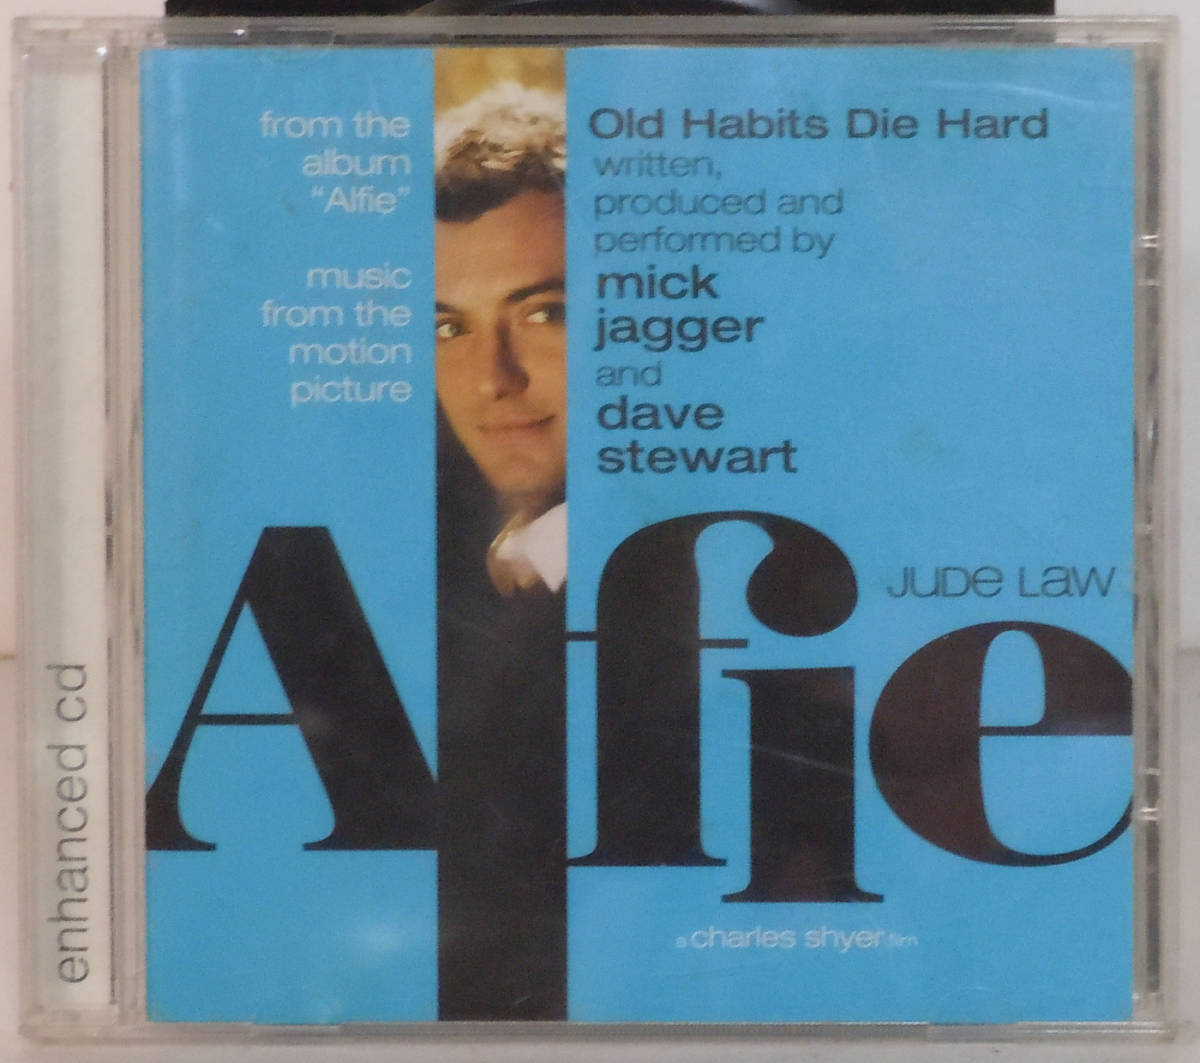 from the
album
"Alfie"
music
from the
motion
picture
Old Habits Die Hard
written,
produced and
performed by
mick
jagger
and
dave
stewart
JUDe LaW
Alfie
a charles shyer film
enhanced cd